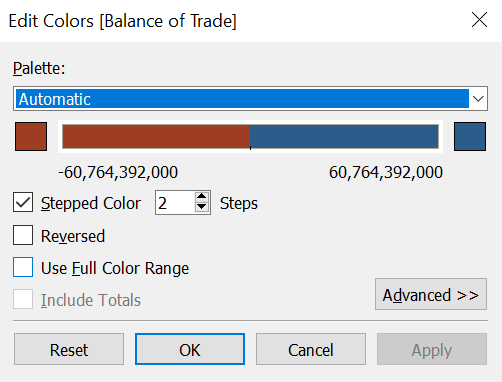 Edit Colors [Balance of Trade]
Palette:
Automatic
-60,764,392,000 60,764,392,000
Stepped Color 2 Steps
Reversed
Use Full Color Range
Include Totals
Advanced >>
Reset OK Cancel Apply